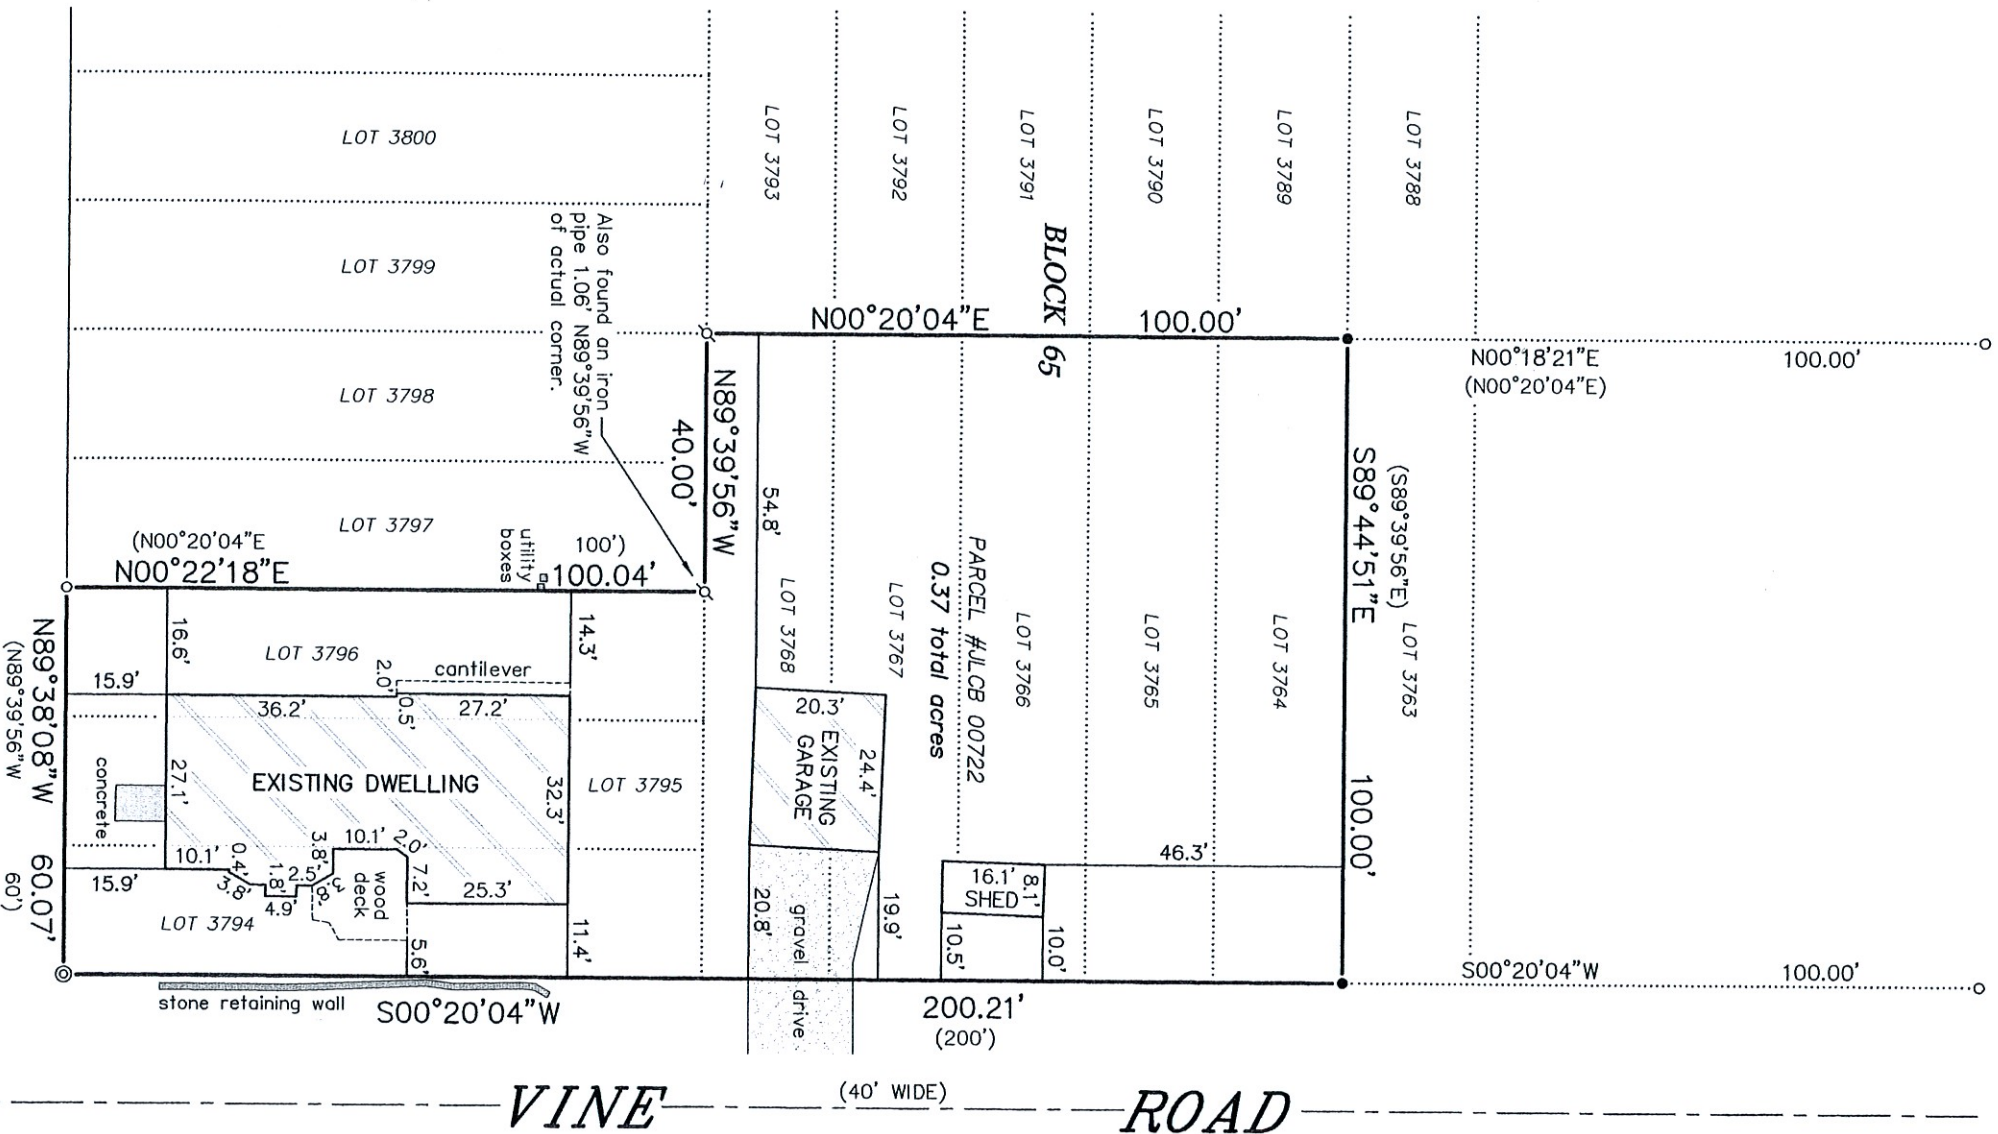 LOT 3800
LOT 3799
LOT 3798
LOT 3797
Also found an iron
pipe 1.06' N89°39'56"W
of actual corner.
LOT 3793
LOT 3792
LOT 3791
LOT 3790
LOT 3789
LOT 3788
BLOCK 65
N00°20'04"E 100.00'
N00°18'21"E 100.00'
(N00°20'04"E)
N89°39'56"W
40.00'
54.8'
(S89°39'56"E)
S89°44'51"E 100.00'
LOT 3763
LOT 3768
LOT 3767
LOT 3766
LOT 3765
LOT 3764
PARCEL #JLCB 00722
0.37 total acres
(N00°20'04"E 100')
N00°22'18"E 100.04'
utility
boxes
16.6'
14.3'
LOT 3796
cantilever
2.0'
0.5'
15.9'
36.2'
27.2'
N89°38'08"W 60.07'
(N89°39'56"W 60')
concrete
27.1'
EXISTING DWELLING
32.3'
LOT 3795
20.3'
EXISTING
GARAGE
24.4'
10.1'
0.4'
3.8'
1.8'
4.9'
2.5'
3.8'
3.8'
10.1'
2.0'
7.2'
wood
deck
25.3'
15.9'
LOT 3794
5.6'
11.4'
20.8'
gravel drive
19.9'
46.3'
16.1'
8.1'
SHED
10.5'
10.0'
stone retaining wall
S00°20'04"W
200.21'
(200')
S00°20'04"W 100.00'
VINE ROAD
(40' WIDE)